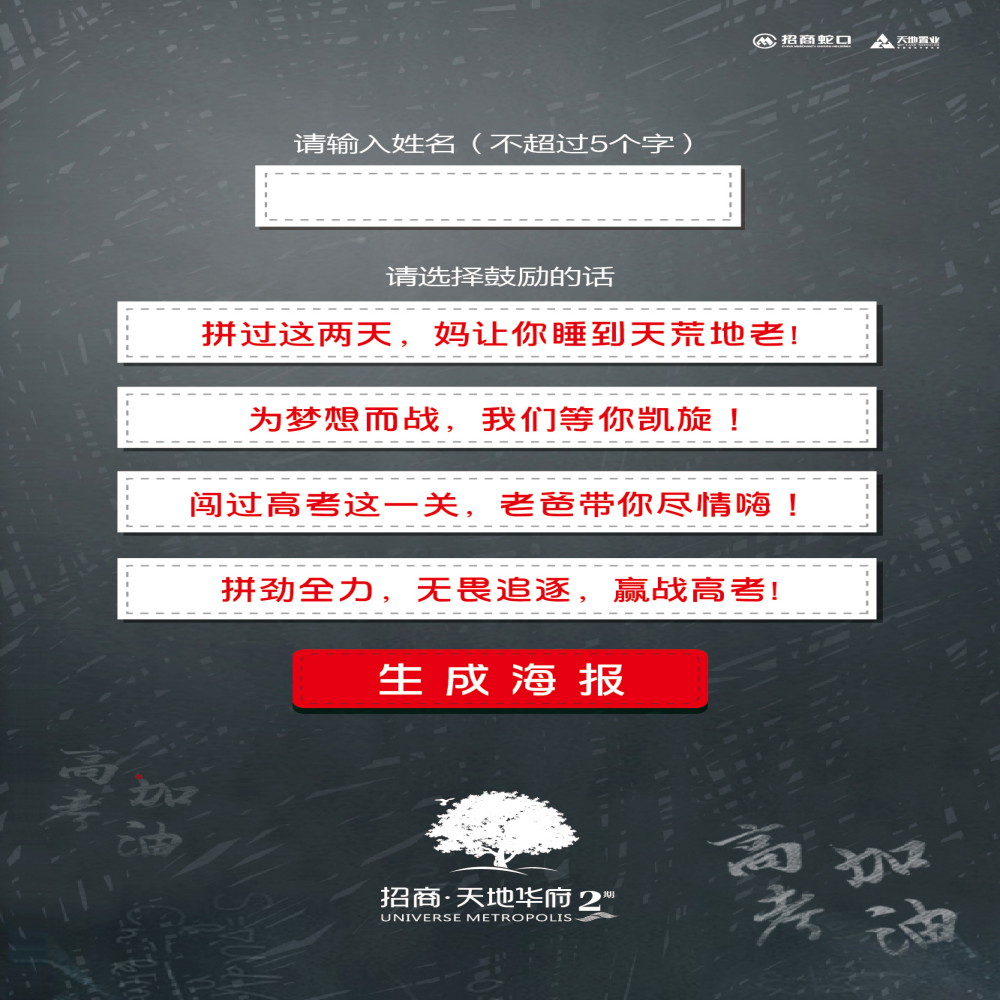 招商蛇口
天地置业
请输入姓名（不超过5个字）
请选择鼓励的话
拼过这两天，妈让你睡到天荒地老!
为梦想而战，我们等你凯旋！
闯过高考这一关，老爸带你尽情嗨！
拼劲全力，无畏追逐，赢战高考!
生成海报
高考
加油
招商·天地华府2期
UNIVERSE METROPOLIS
高考
加油